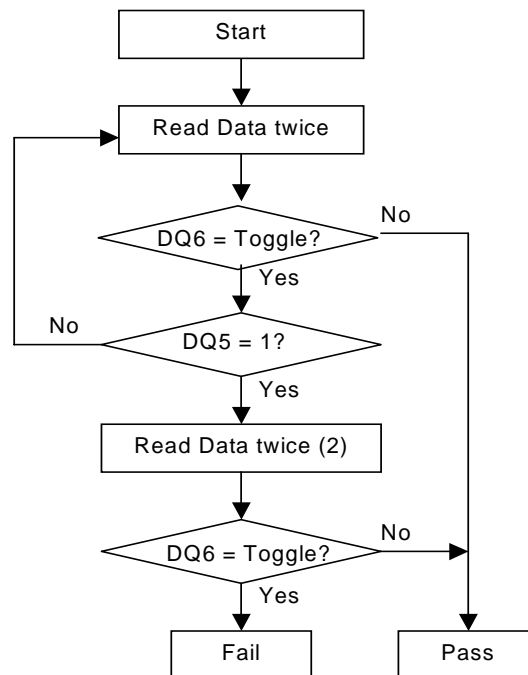 Start
Read Data twice
No
DQ6 = Toggle?
Yes
No
DQ5 = 1?
Yes
Read Data twice (2)
No
DQ6 = Toggle?
Yes
Fail
Pass